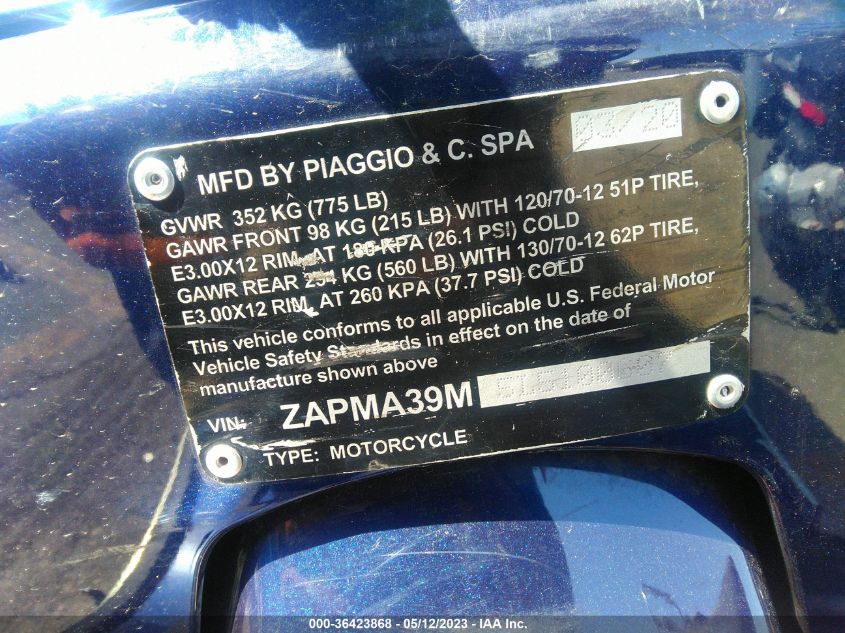 MFD BY PIAGGIO & C. SPA 03/20
GVWR 352 KG (775 LB)
GAWR FRONT 98 KG (215 LB) WITH 120/70-12 51P TIRE,
E3.00X12 RIM, AT 180 KPA (26.1 PSI) COLD
GAWR REAR 254 KG (560 LB) WITH 130/70-12 62P TIRE,
E3.00X12 RIM, AT 260 KPA (37.7 PSI) COLD
This vehicle conforms to all applicable U.S. Federal Motor
Vehicle Safety Standards in effect on the date of
manufacture shown above
VIN: ZAPMA39M
TYPE: MOTORCYCLE
000-36423868 - 05/12/2023 - IAA Inc.